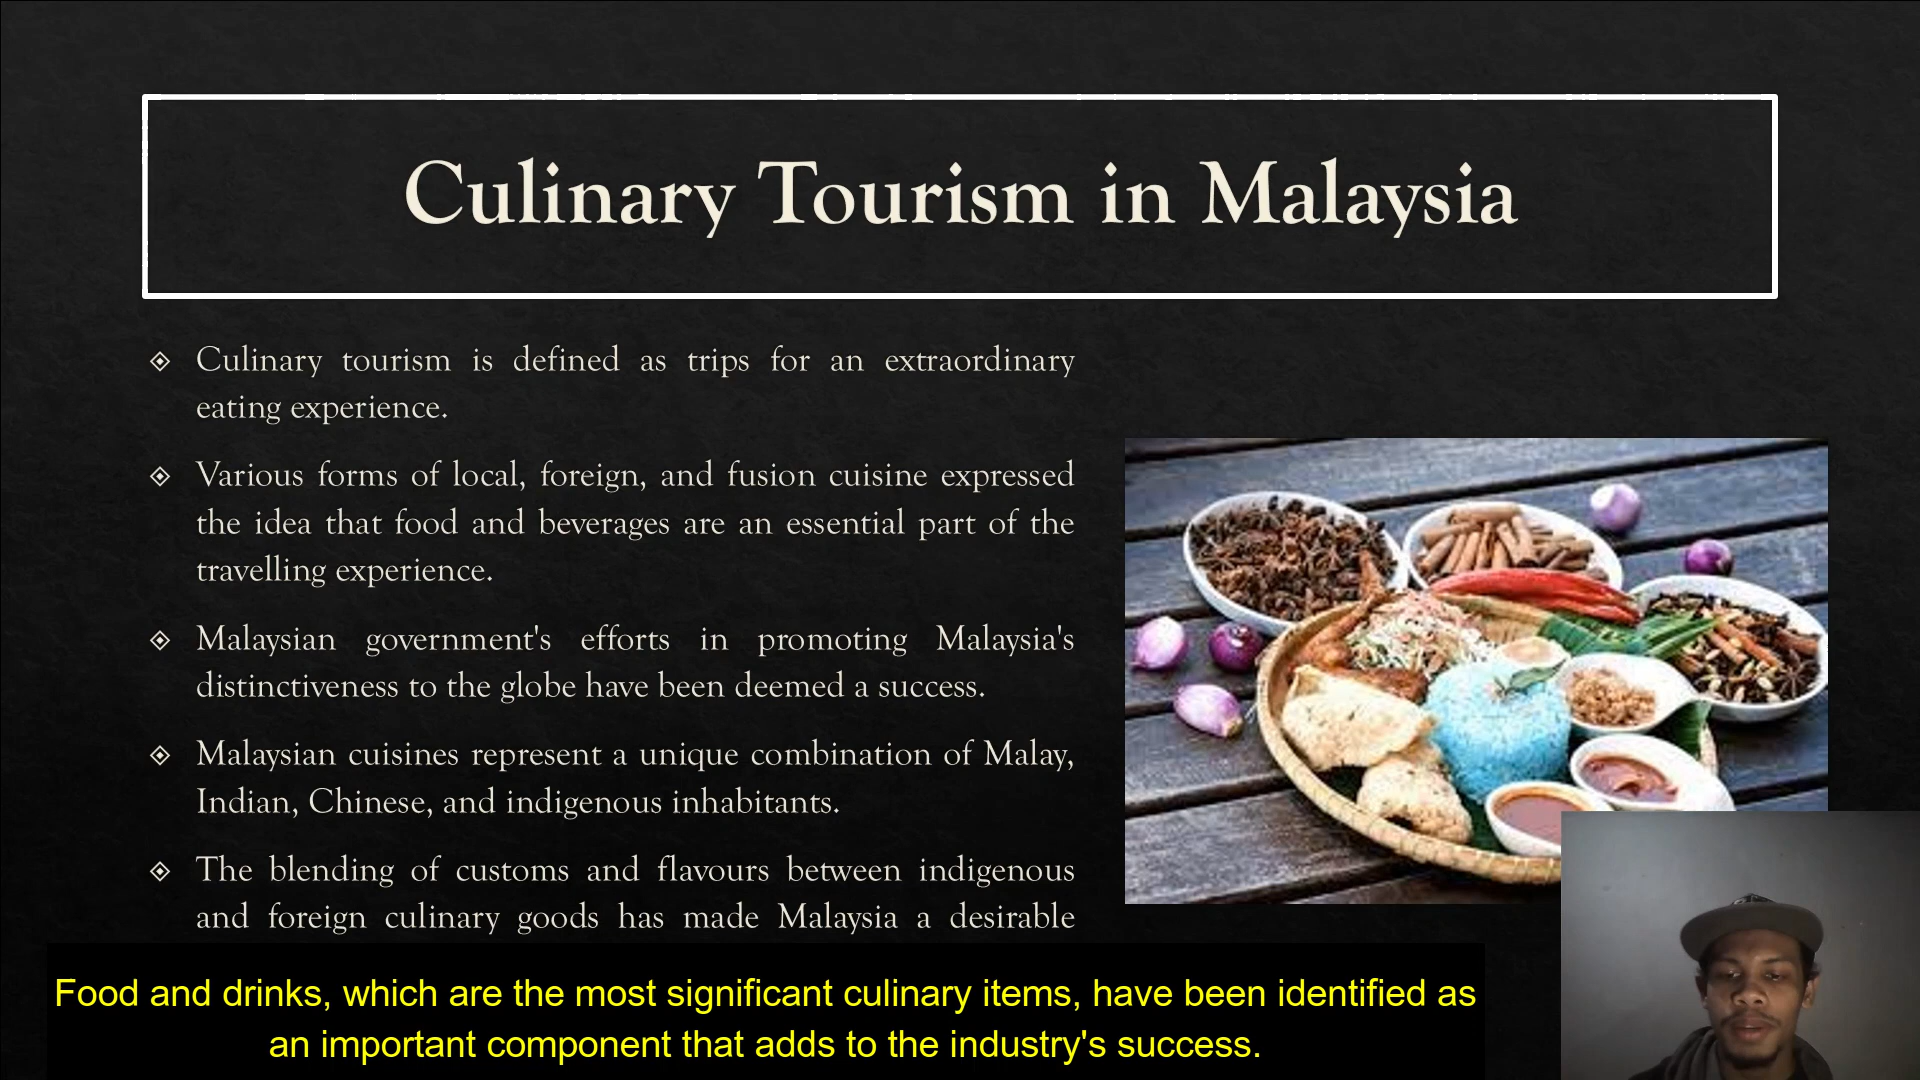 Culinary Tourism in Malaysia
Culinary tourism is defined as trips for an extraordinary
eating experience.
Various forms of local, foreign, and fusion cuisine expressed
the idea that food and beverages are an essential part of the
travelling experience.
Malaysian government's efforts in promoting Malaysia's
distinctiveness to the globe have been deemed a success.
Malaysian cuisines represent a unique combination of Malay,
Indian, Chinese, and indigenous inhabitants.
The blending of customs and flavours between indigenous
and foreign culinary goods has made Malaysia a desirable
Food and drinks, which are the most significant culinary items, have been identified as
an important component that adds to the industry's success.